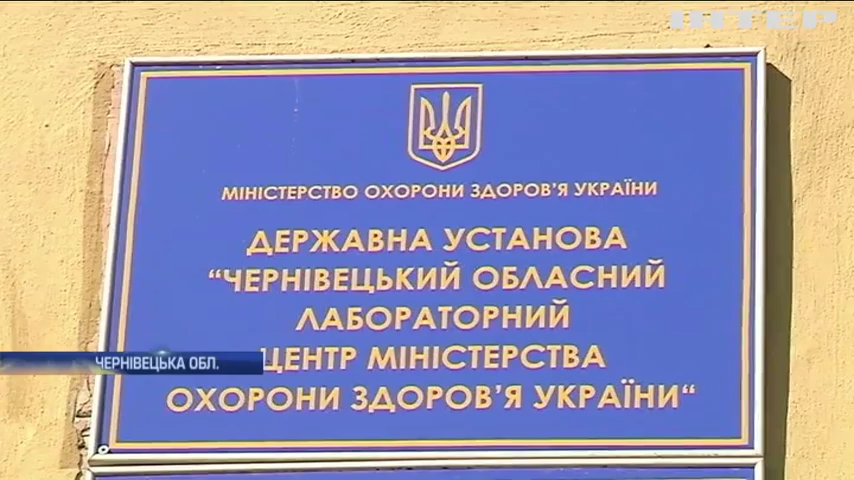 ІНТЕР
МІНІСТЕРСТВО ОХОРОНИ ЗДОРОВ’Я УКРАЇНИ
ДЕРЖАВНА УСТАНОВА
“ЧЕРНІВЕЦЬКИЙ ОБЛАСНИЙ
ЛАБОРАТОРНИЙ
ЦЕНТР МІНІСТЕРСТВА
ЧЕРНІВЕЦЬКА ОБЛ.
ОХОРОНИ ЗДОРОВ’Я УКРАЇНИ“